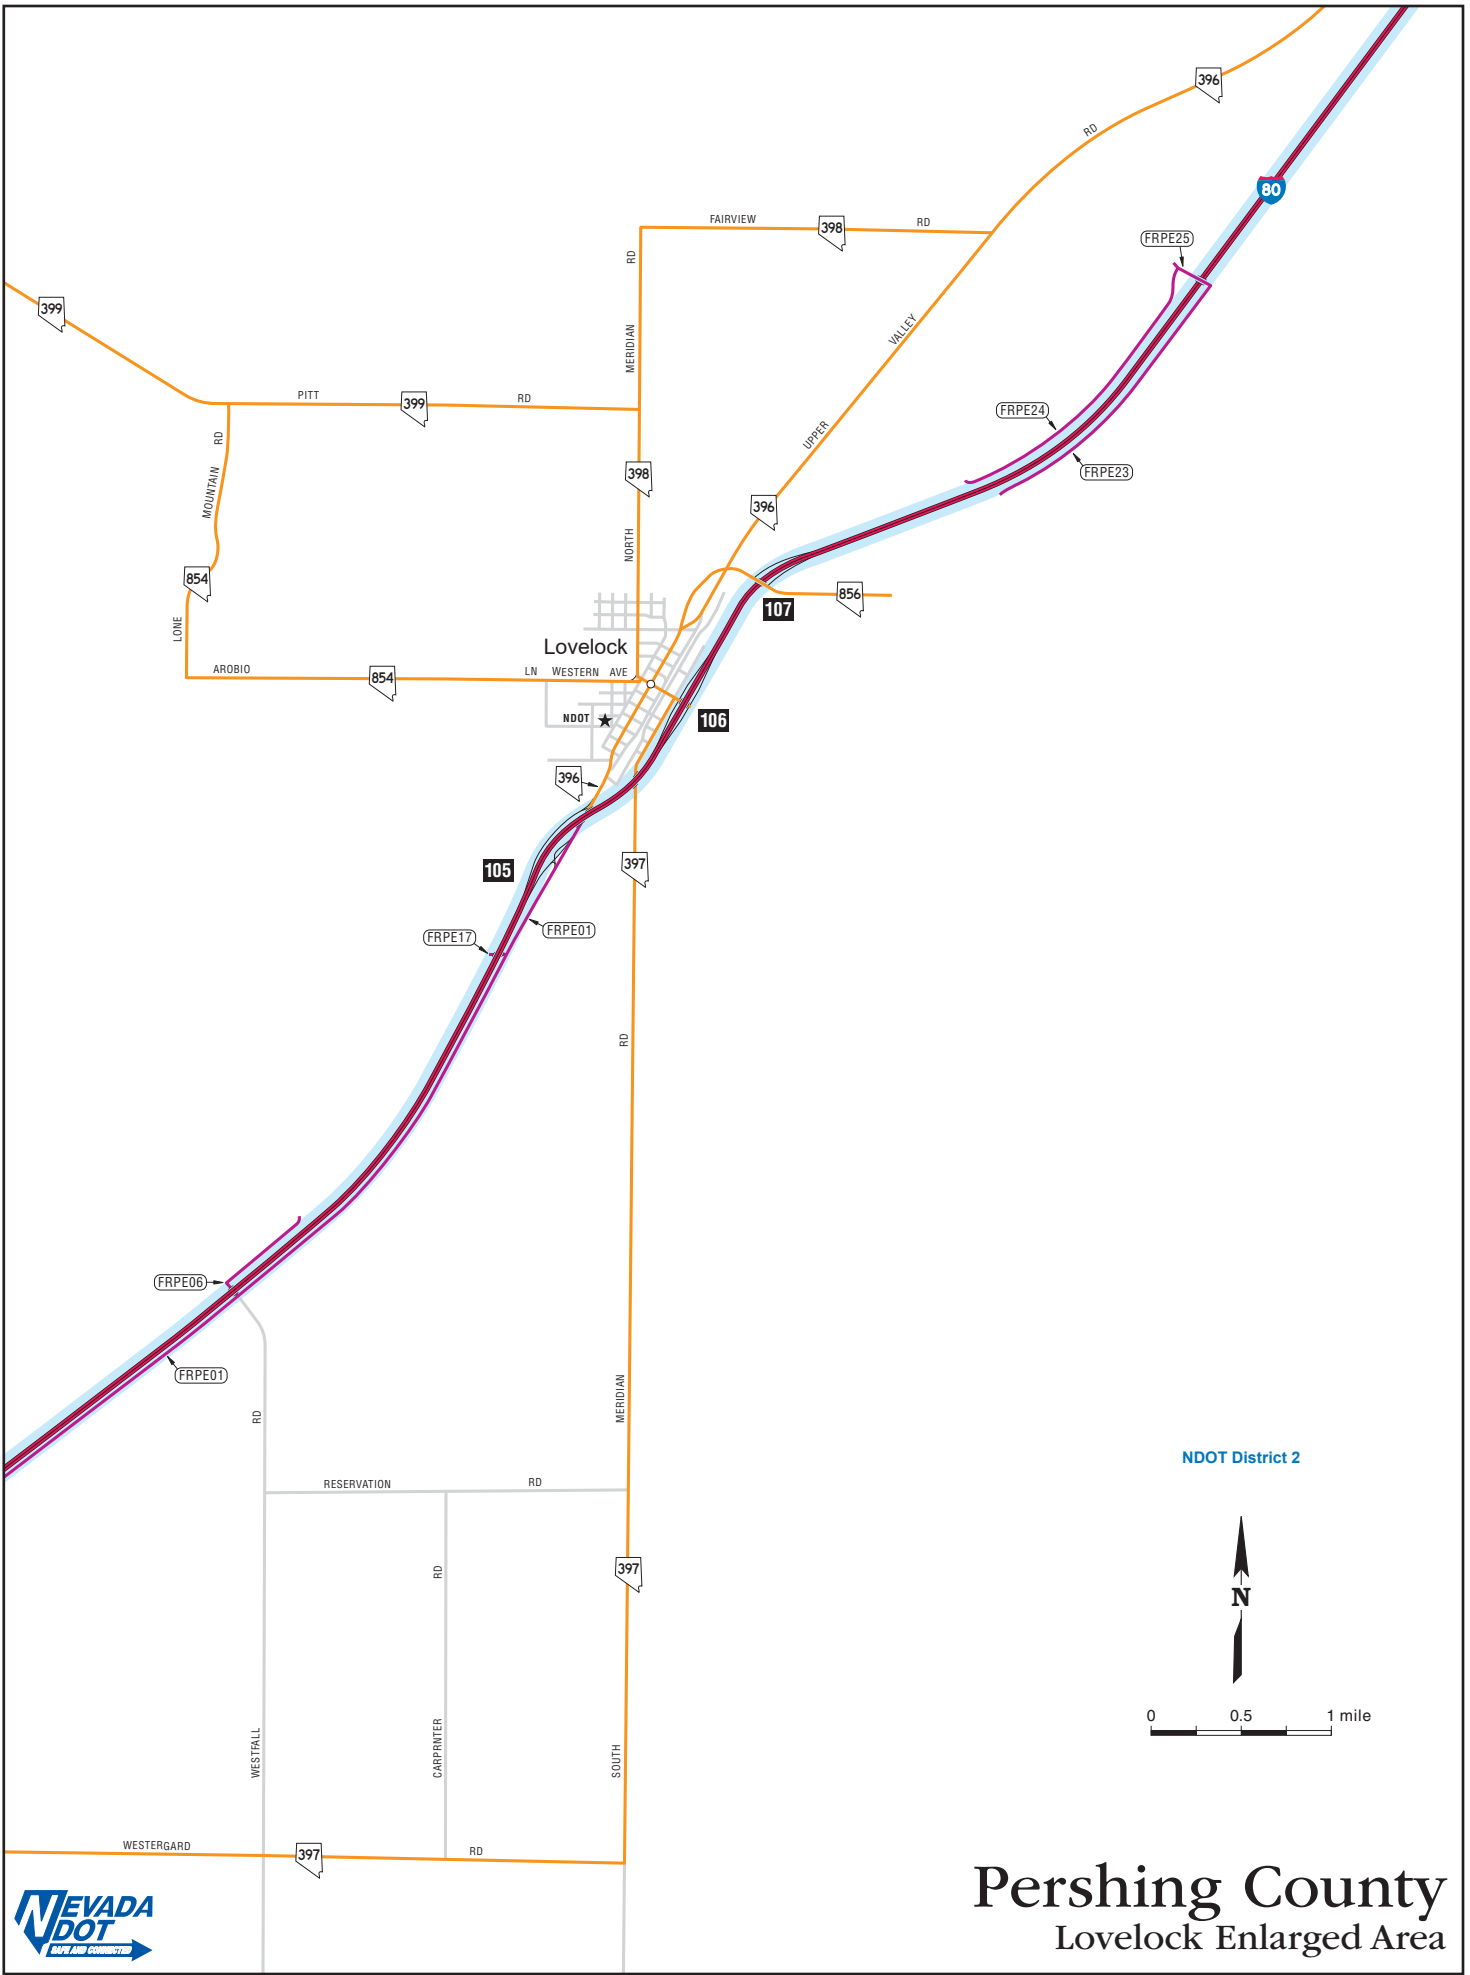 396
80
FAIRVIEW
398
RD
RD
FRPE25
RD
399
MERIDIAN
VALLEY
PITT
399
RD
FRPE24
RD
UPPER
FRPE23
398
MOUNTAIN
396
NORTH
854
856
107
LONE
Lovelock
AROBIO
854
LN WESTERN AVE
NDOT
106
396
105
397
FRPE01
FRPE17
RD
FRPE06
FRPE01
MERIDIAN
RD
NDOT District 2
RESERVATION
RD
RD
397
N
0 0.5 1 mile
WESTFALL
CARPRNTER
SOUTH
WESTERGARD
397
RD
Pershing County
Lovelock Enlarged Area
NEVADA
DOT
SAFE AND CONNECTED